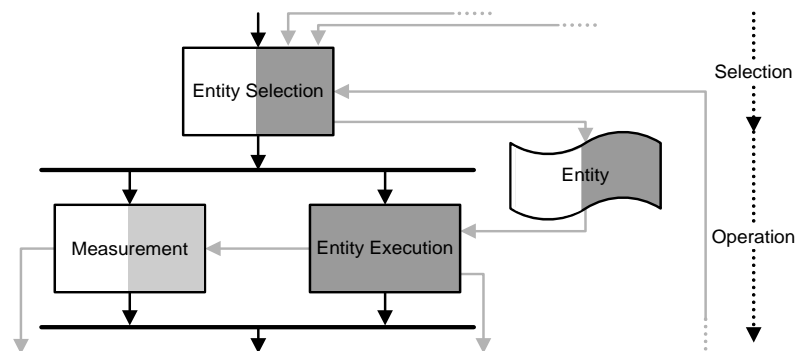 Entity Selection
Selection
Entity
Measurement
Entity Execution
Operation